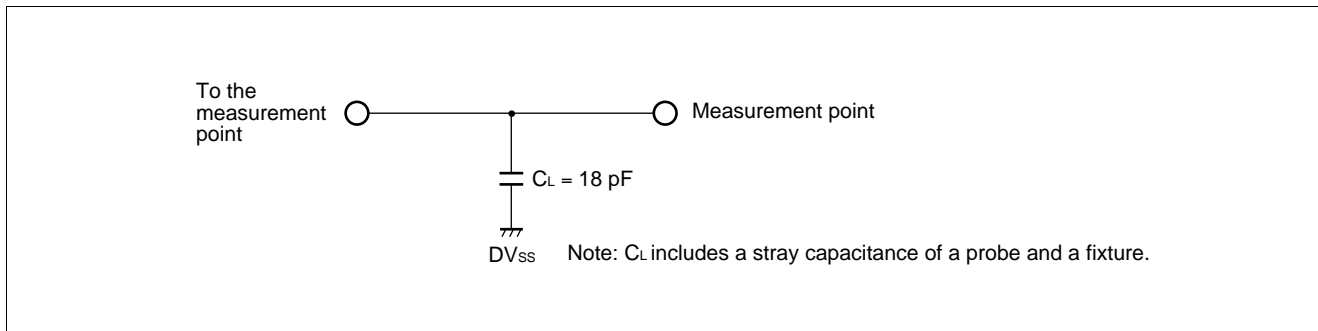 To the
measurement
point
Measurement point
CL = 18 pF
DVSS
Note: CL includes a stray capacitance of a probe and a fixture.